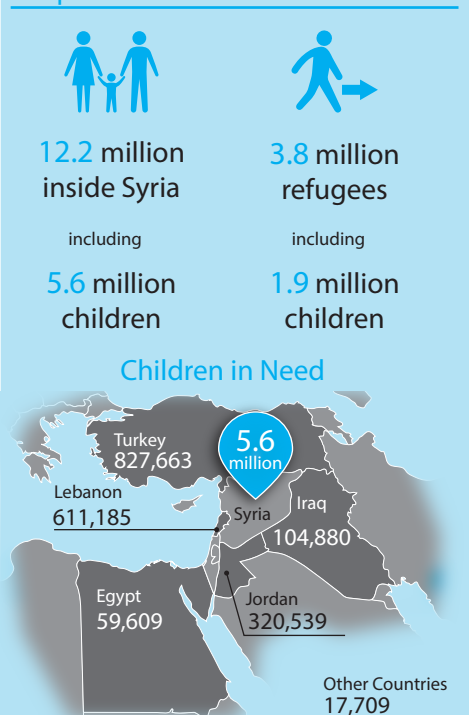 12.2 million
inside Syria
including
5.6 million
children
3.8 million
refugees
including
1.9 million
children
Children in Need
Turkey
827,663
5.6
million
Lebanon
611,185
Syria
Iraq
104,880
Egypt
59,609
Jordan
320,539
Other Countries
17,709